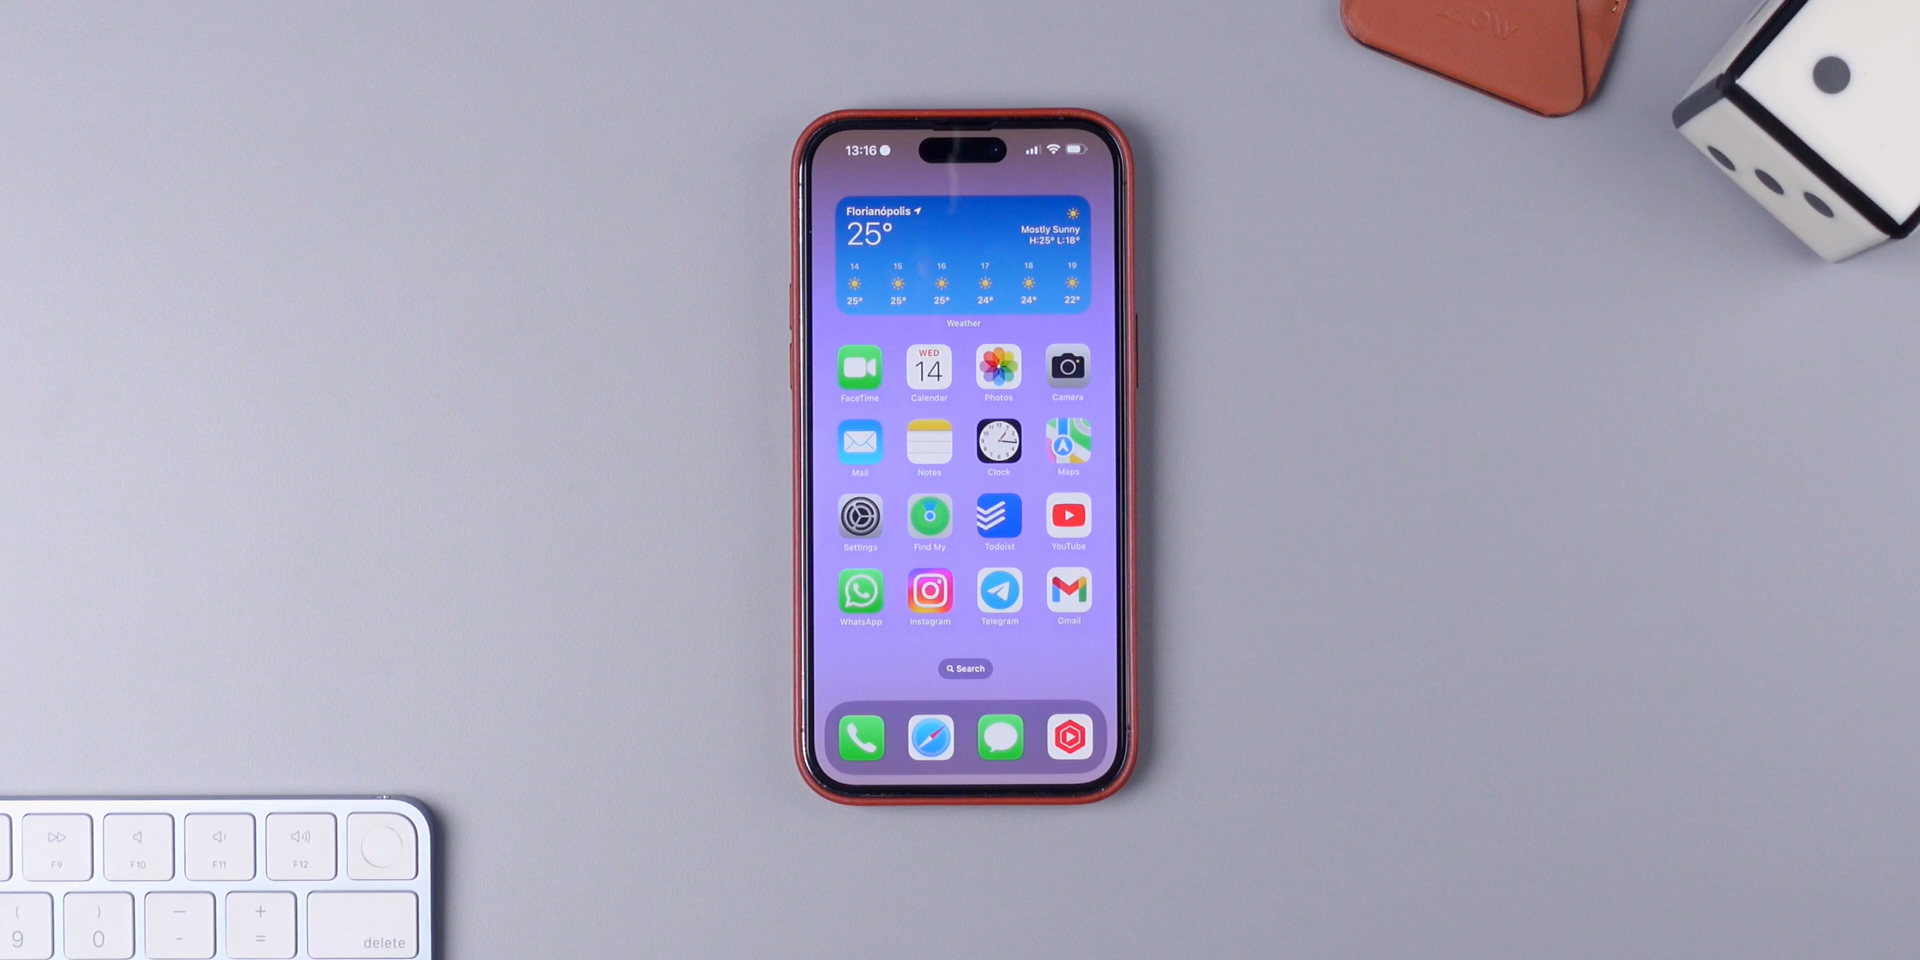 13:16
Florianópolis
25°
Mostly Sunny
H:25° L:18°
14 15 16 17 18 19
25° 25° 25° 24° 24° 22°
Weather
WED
14
FaceTime Calendar Photos Camera
Mail Notes Clock Maps
Settings Find My Todoist YouTube
WhatsApp Instagram Telegram Gmail
Search
F9 F10 F11 F12
( ) — +
9 0 - =
delete